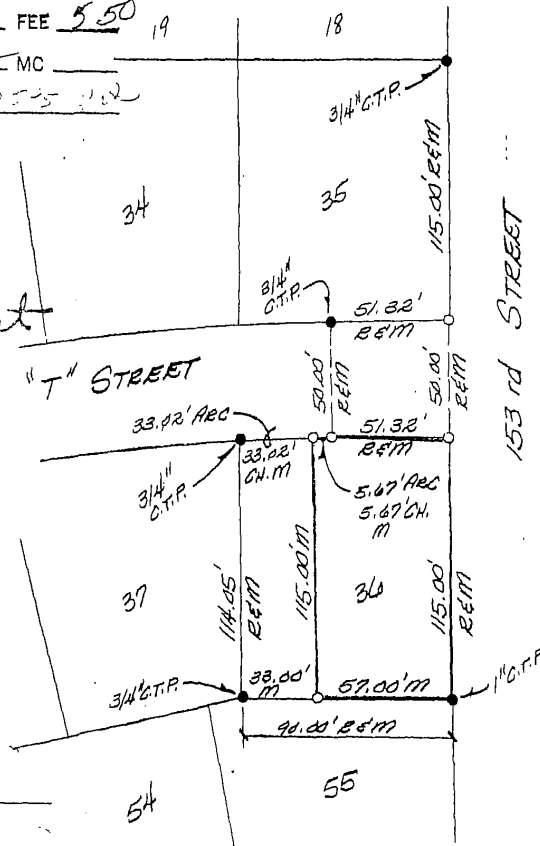 FEE 5.50
MC
19
18
3/4" C.T.P.
115.00' R&M
34
35
153 rd STREET
3/4"
C.T.P.
51.32'
R&M
"T" STREET
50.00'
R&M
50.00'
R&M
33.02' ARC
33.02'
CH. M
51.32'
R&M
3/4"
C.T.P.
5.67' ARC
5.67' CH.
M
37
114.05'
R&M
115.00' M
36
115.00'
R&M
3/4" C.T.P.
33.00'
M
57.00' M
1" C.T.P.
90.00' R&M
54
55